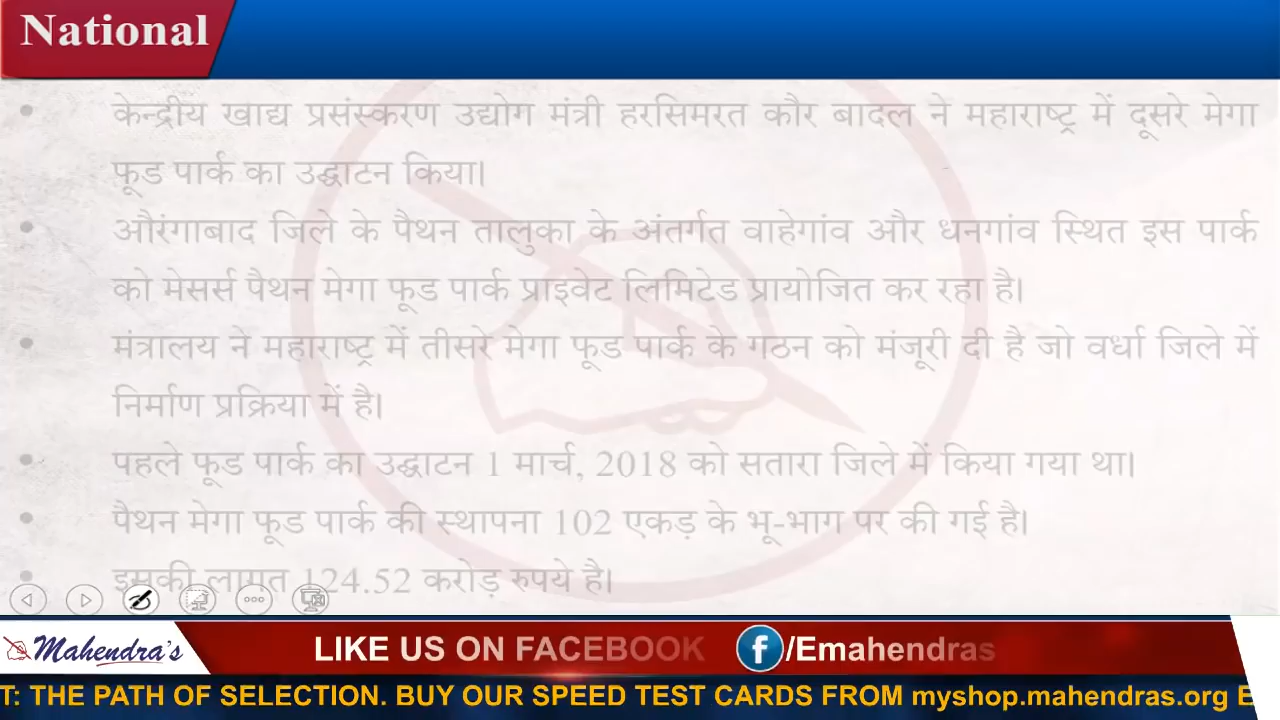 National
• केन्द्रीय खाद्य प्रसंस्करण उद्योग मंत्री हरसिमरत कौर बादल ने महाराष्ट्र में दूसरे मेगा
फूड पार्क का उद्घाटन किया।
• औरंगाबाद जिले के पैथन तालुका के अंतर्गत वाहेगांव और धनगांव स्थित इस पार्क
को मेसर्स पैथन मेगा फूड पार्क प्राइवेट लिमिटेड प्रायोजित कर रहा है।
• मंत्रालय ने महाराष्ट्र में तीसरे मेगा फूड पार्क के गठन को मंजूरी दी है जो वर्धा जिले में
निर्माण प्रक्रिया में है।
• पहले फूड पार्क का उद्घाटन 1 मार्च, 2018 को सतारा जिले में किया गया था।
• पैथन मेगा फूड पार्क की स्थापना 102 एकड़ के भू-भाग पर की गई है।
• इसकी लागत 124.52 करोड़ रुपये है।
Mahendra's LIKE US ON FACEBOOK f /Emahendras
T: THE PATH OF SELECTION. BUY OUR SPEED TEST CARDS FROM myshop.mahendras.org E